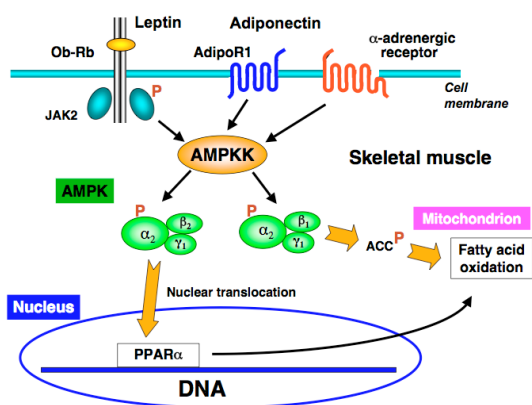 Leptin
Adiponectin
α-adrenergic
receptor
Ob-Rb
AdipoR1
P
JAK2
Cell
membrane
AMPKK
Skeletal muscle
AMPK
P
α2
β2
γ1
P
α2
β1
γ1
ACC
P
Mitochondrion
Fatty acid
oxidation
Nuclear translocation
Nucleus
PPARα
DNA